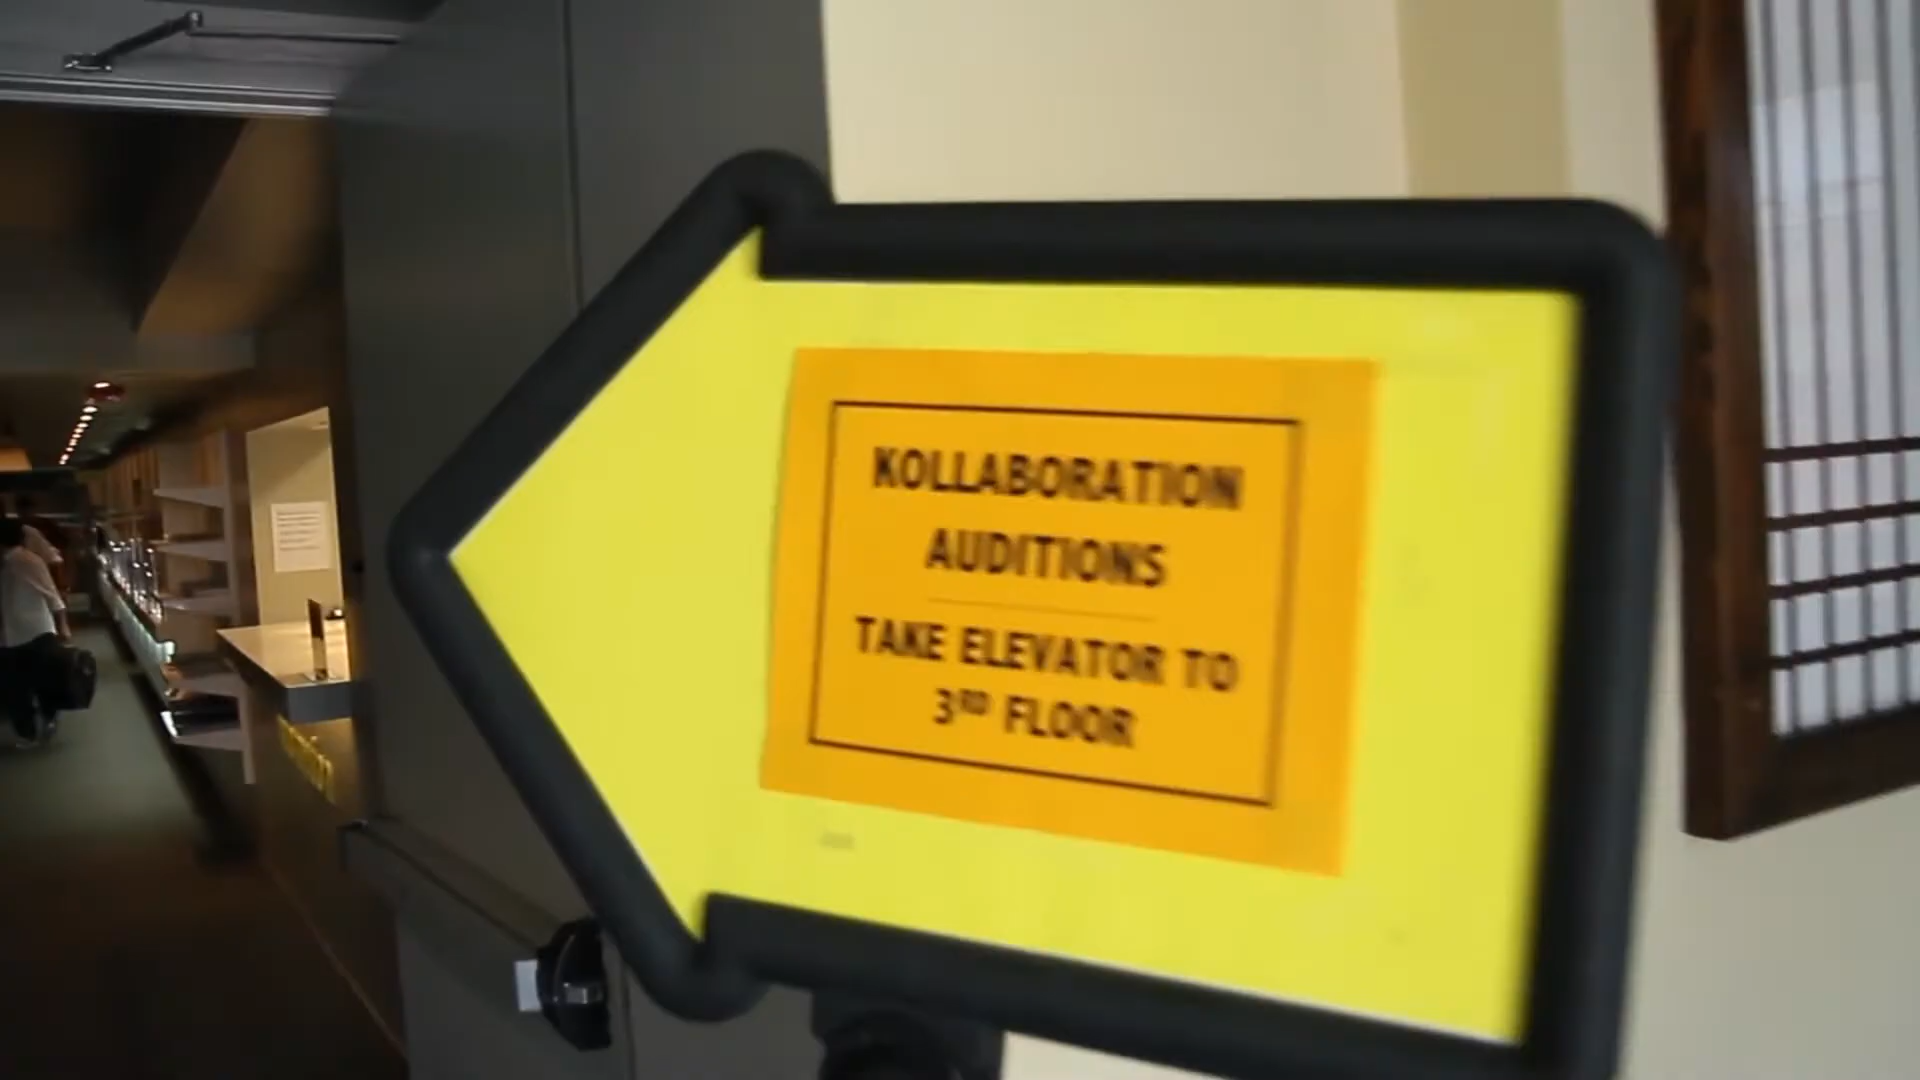 KOLLABORATION
AUDITIONS
TAKE ELEVATOR TO
3RD FLOOR